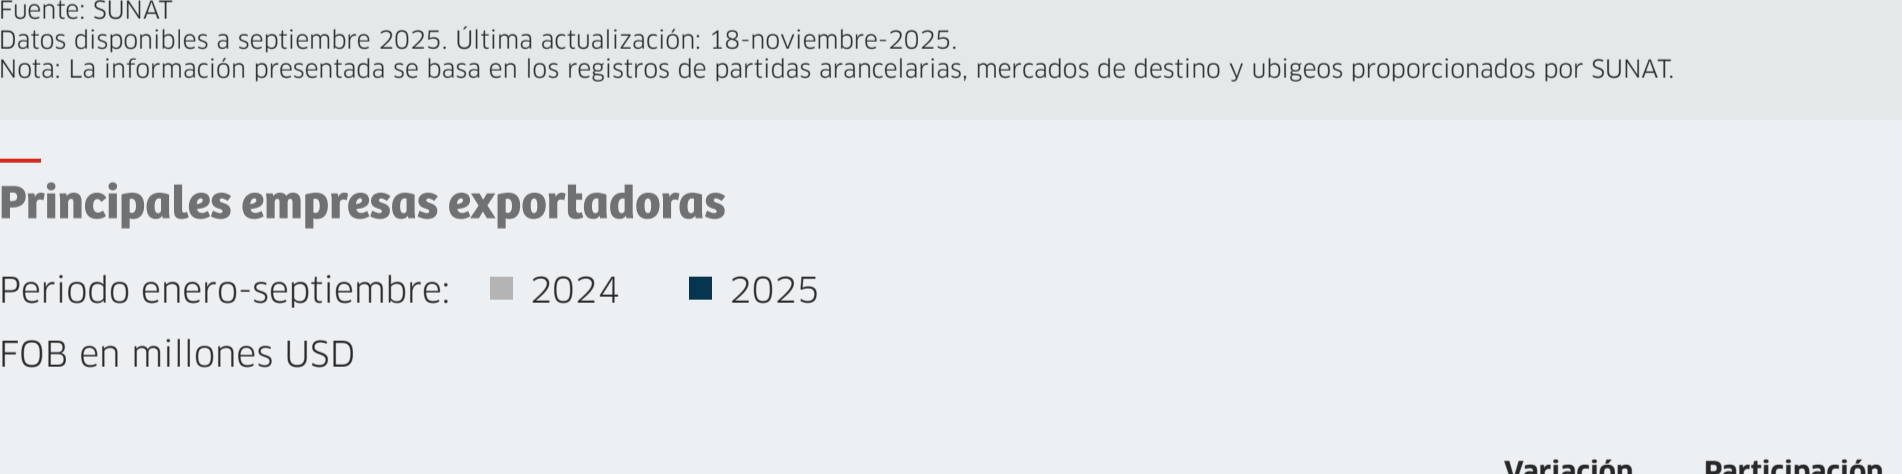 Fuente: SUNAT
Datos disponibles a septiembre 2025. Última actualización: 18-noviembre-2025.
Nota: La información presentada se basa en los registros de partidas arancelarias, mercados de destino y ubigeos proporcionados por SUNAT.
Principales empresas exportadoras
Periodo enero-septiembre: 2024 2025
FOB en millones USD
Variación Participación